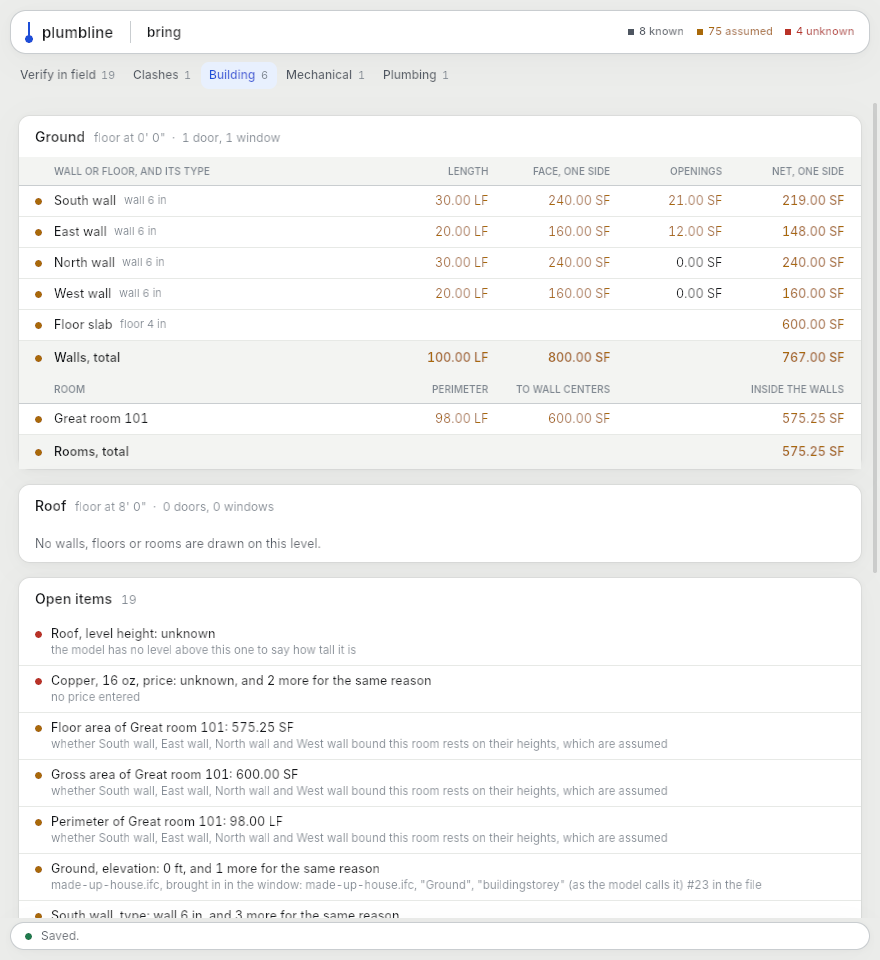 plumbline bring 8 known 75 assumed 4 unknown
Verify in field 19 Clashes 1 Building 6 Mechanical 1 Plumbing 1
Ground floor at 0' 0" · 1 door, 1 window
WALL OR FLOOR, AND ITS TYPE LENGTH FACE, ONE SIDE OPENINGS NET, ONE SIDE
South wall wall 6 in 30.00 LF 240.00 SF 21.00 SF 219.00 SF
East wall wall 6 in 20.00 LF 160.00 SF 12.00 SF 148.00 SF
North wall wall 6 in 30.00 LF 240.00 SF 0.00 SF 240.00 SF
West wall wall 6 in 20.00 LF 160.00 SF 0.00 SF 160.00 SF
Floor slab floor 4 in 600.00 SF
Walls, total 100.00 LF 800.00 SF 767.00 SF
ROOM PERIMETER TO WALL CENTERS INSIDE THE WALLS
Great room 101 98.00 LF 600.00 SF 575.25 SF
Rooms, total 575.25 SF
Roof floor at 8' 0" · 0 doors, 0 windows
No walls, floors or rooms are drawn on this level.
Open items 19
Roof, level height: unknown
the model has no level above this one to say how tall it is
Copper, 16 oz, price: unknown, and 2 more for the same reason
no price entered
Floor area of Great room 101: 575.25 SF
whether South wall, East wall, North wall and West wall bound this room rests on their heights, which are assumed
Gross area of Great room 101: 600.00 SF
whether South wall, East wall, North wall and West wall bound this room rests on their heights, which are assumed
Perimeter of Great room 101: 98.00 LF
whether South wall, East wall, North wall and West wall bound this room rests on their heights, which are assumed
Ground, elevation: 0 ft, and 1 more for the same reason
made-up-house.ifc, brought in in the window: made-up-house.ifc, "Ground", "buildingstorey" (as the model calls it) #23 in the file
South wall, type: wall 6 in, and 3 more for the same reason
Saved.